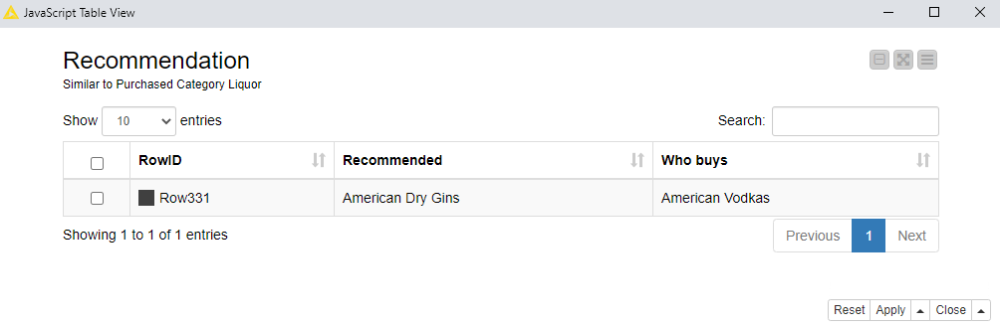 JavaScript Table View
Recommendation
Similar to Purchased Category Liquor
Show 10 entries Search:
RowID Recommended Who buys
Row331 American Dry Gins American Vodkas
Showing 1 to 1 of 1 entries Previous 1 Next
Reset Apply Close